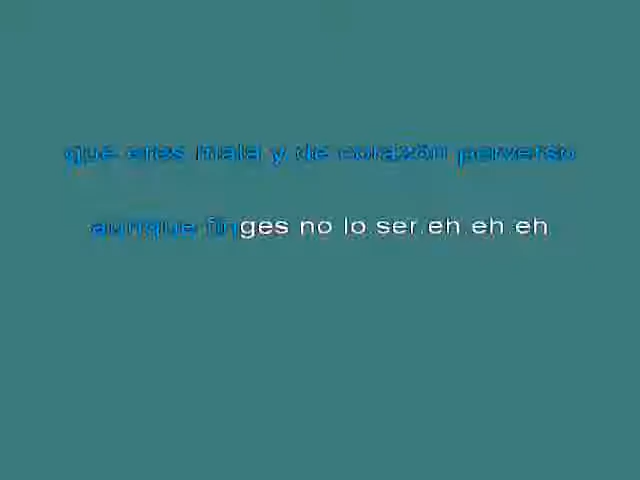 que eres mala y de corazón perverso
aunque finges no lo ser.eh eh eh